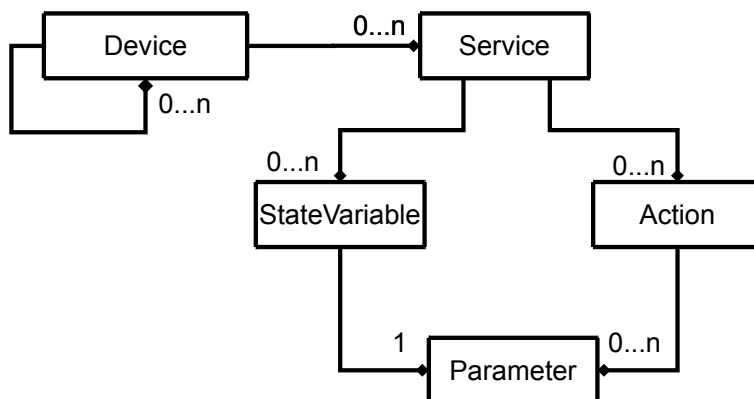 0...n
Device
Service
0...n
0...n
0...n
StateVariable
Action
1
0...n
Parameter